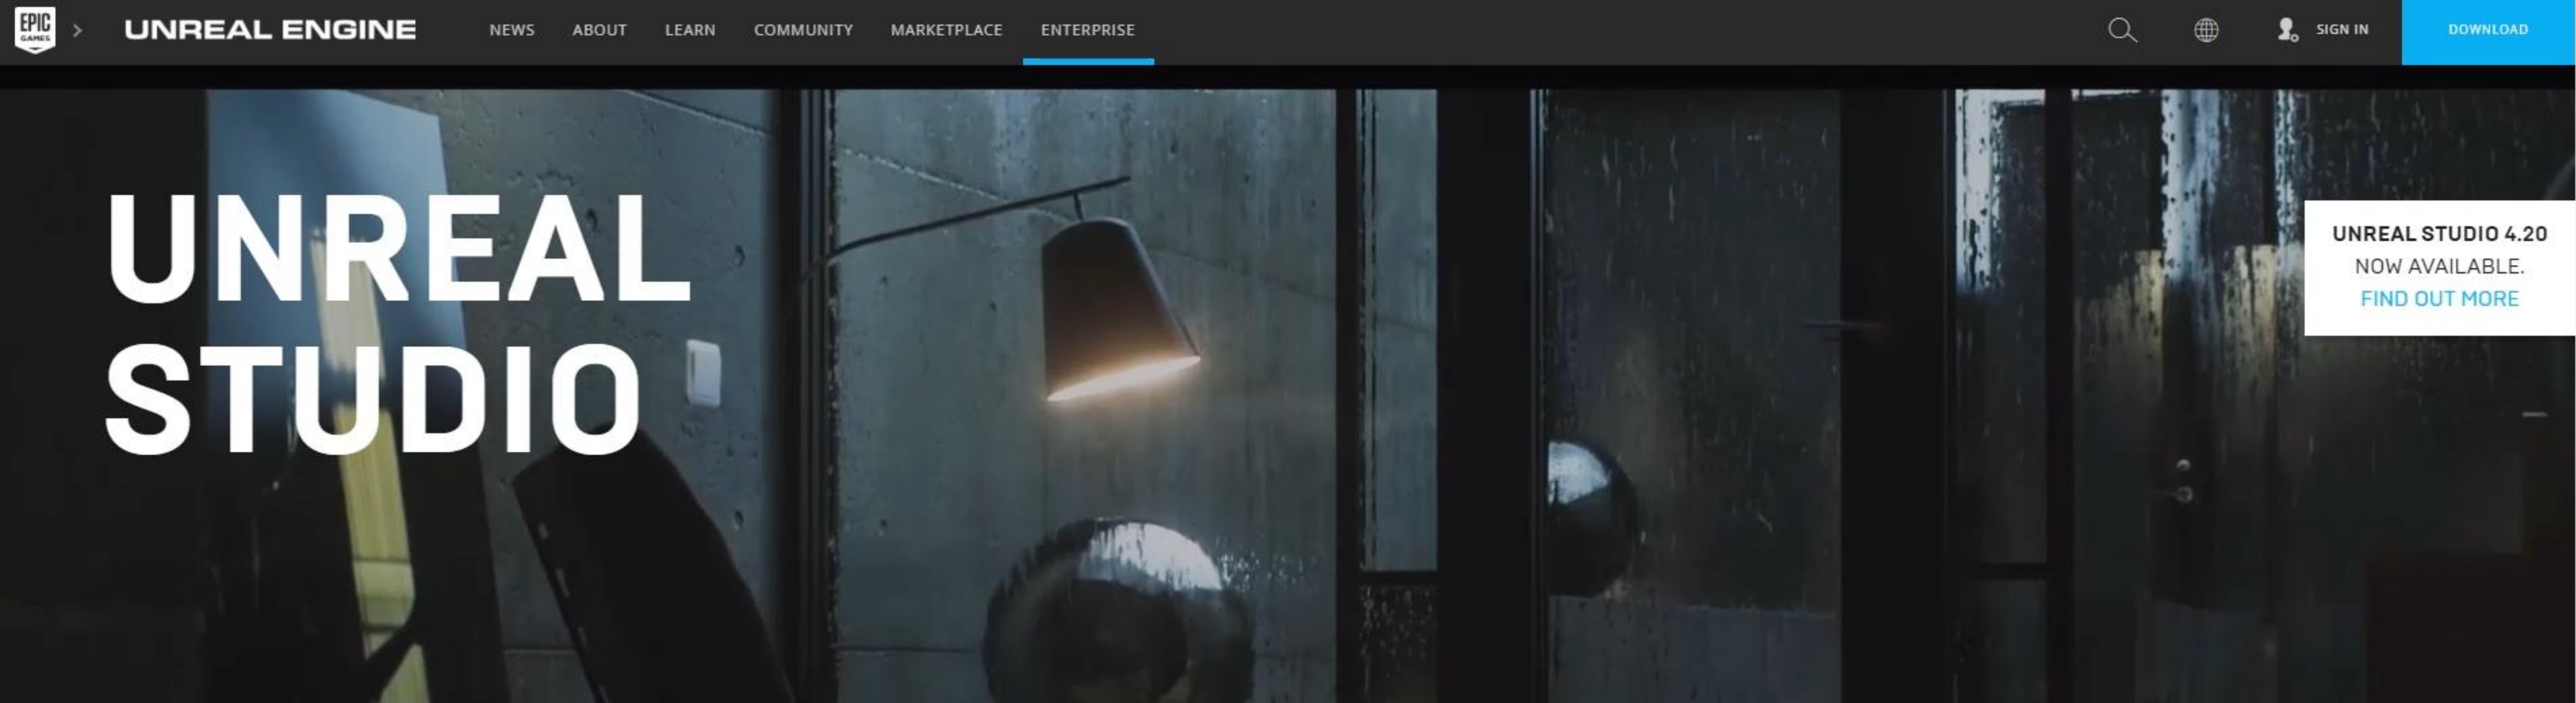 EPIC
GAMES
UNREAL ENGINE
NEWS
ABOUT
LEARN
COMMUNITY
MARKETPLACE
ENTERPRISE
SIGN IN
DOWNLOAD
UNREAL
STUDIO
UNREAL STUDIO 4.20
NOW AVAILABLE.
FIND OUT MORE